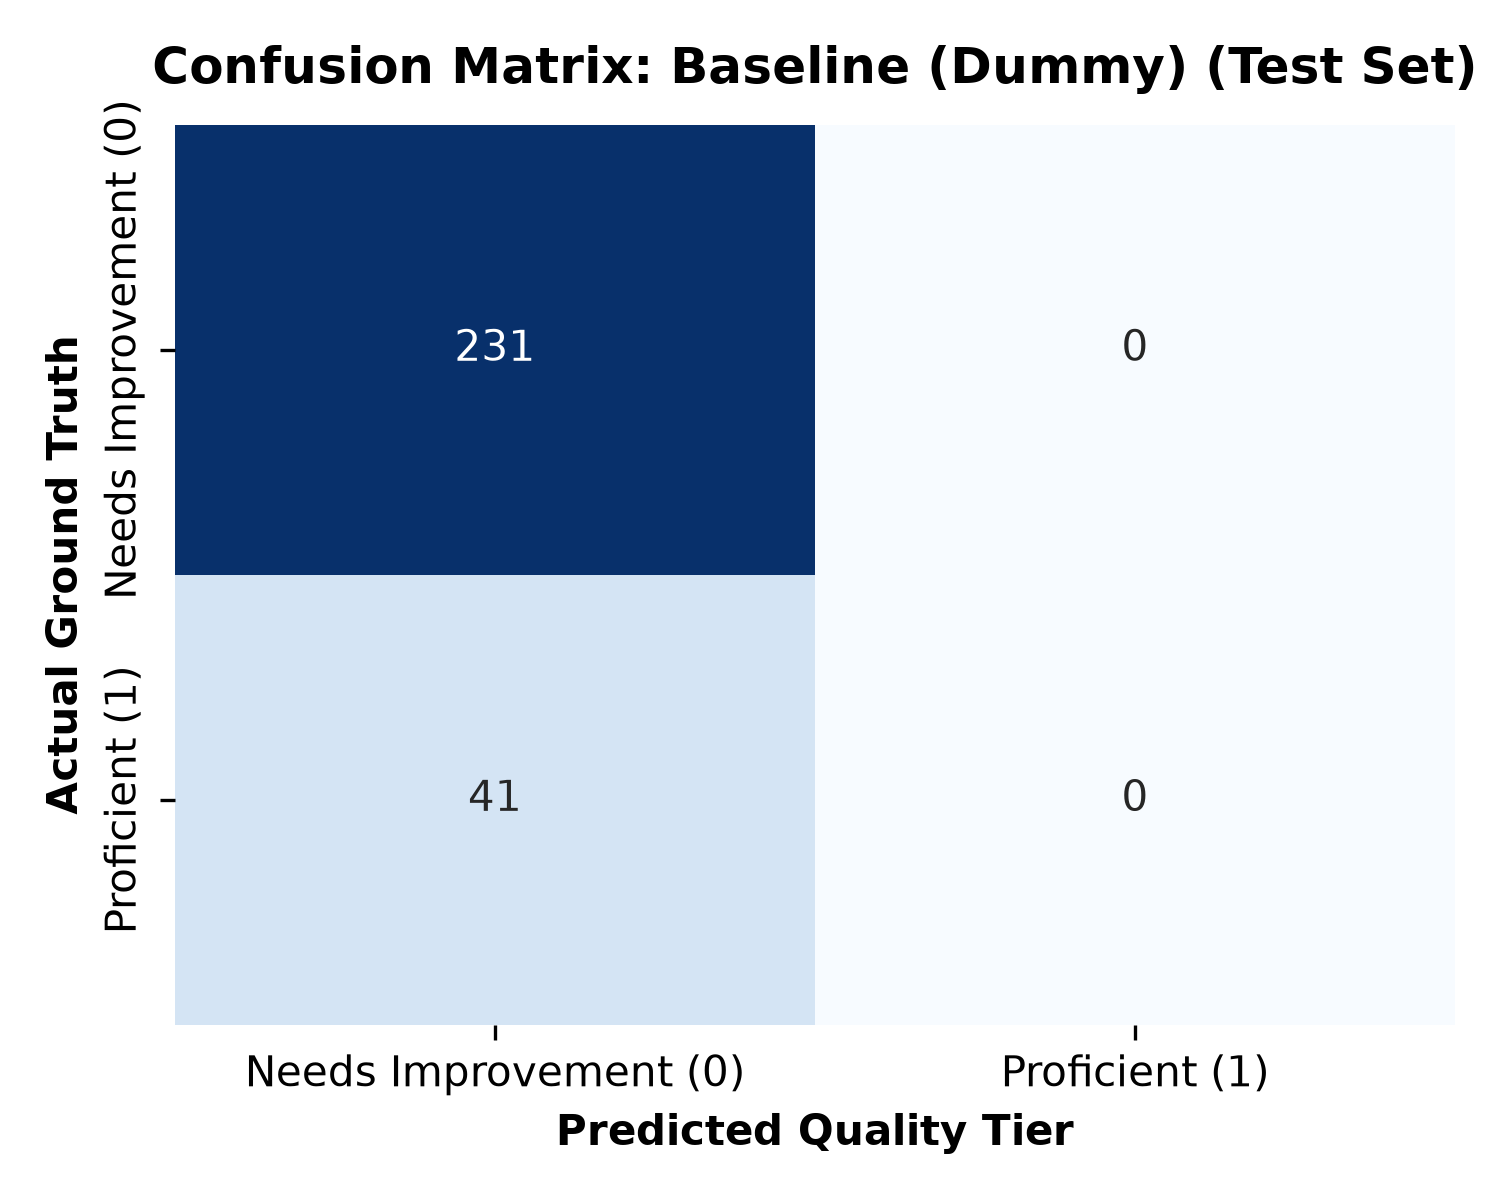 Confusion Matrix: Baseline (Dummy) (Test Set)
Actual Ground Truth
Needs Improvement (0)
231
0
Proficient (1)
41
0
Needs Improvement (0)
Proficient (1)
Predicted Quality Tier